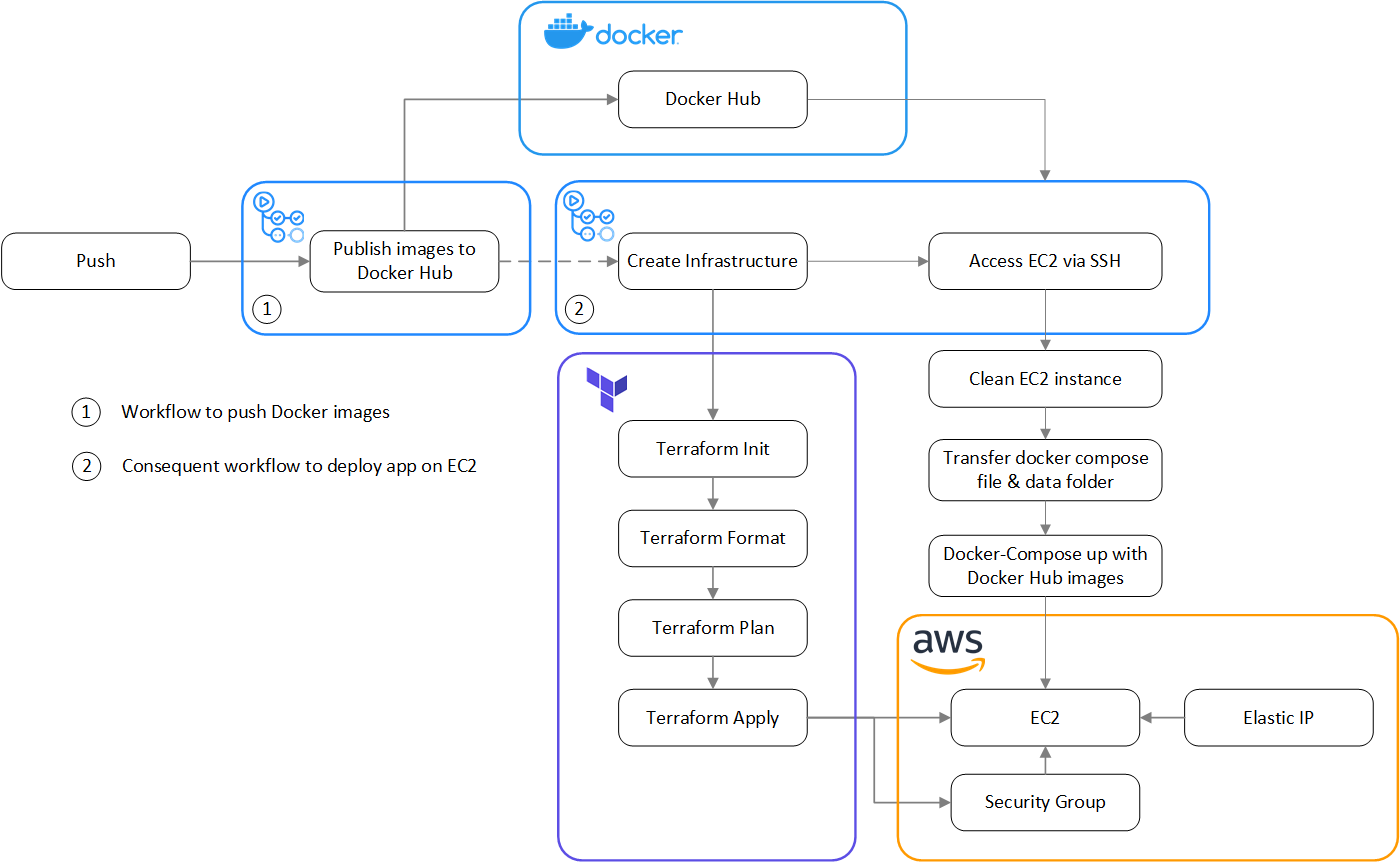 docker
Docker Hub
Push
Publish images to
Docker Hub
1
Create Infrastructure
Access EC2 via SSH
2
Clean EC2 instance
1 Workflow to push Docker images
2 Consequent workflow to deploy app on EC2
Terraform Init
Transfer docker compose
file & data folder
Terraform Format
Docker-Compose up with
Docker Hub images
Terraform Plan
aws
Terraform Apply
EC2
Elastic IP
Security Group